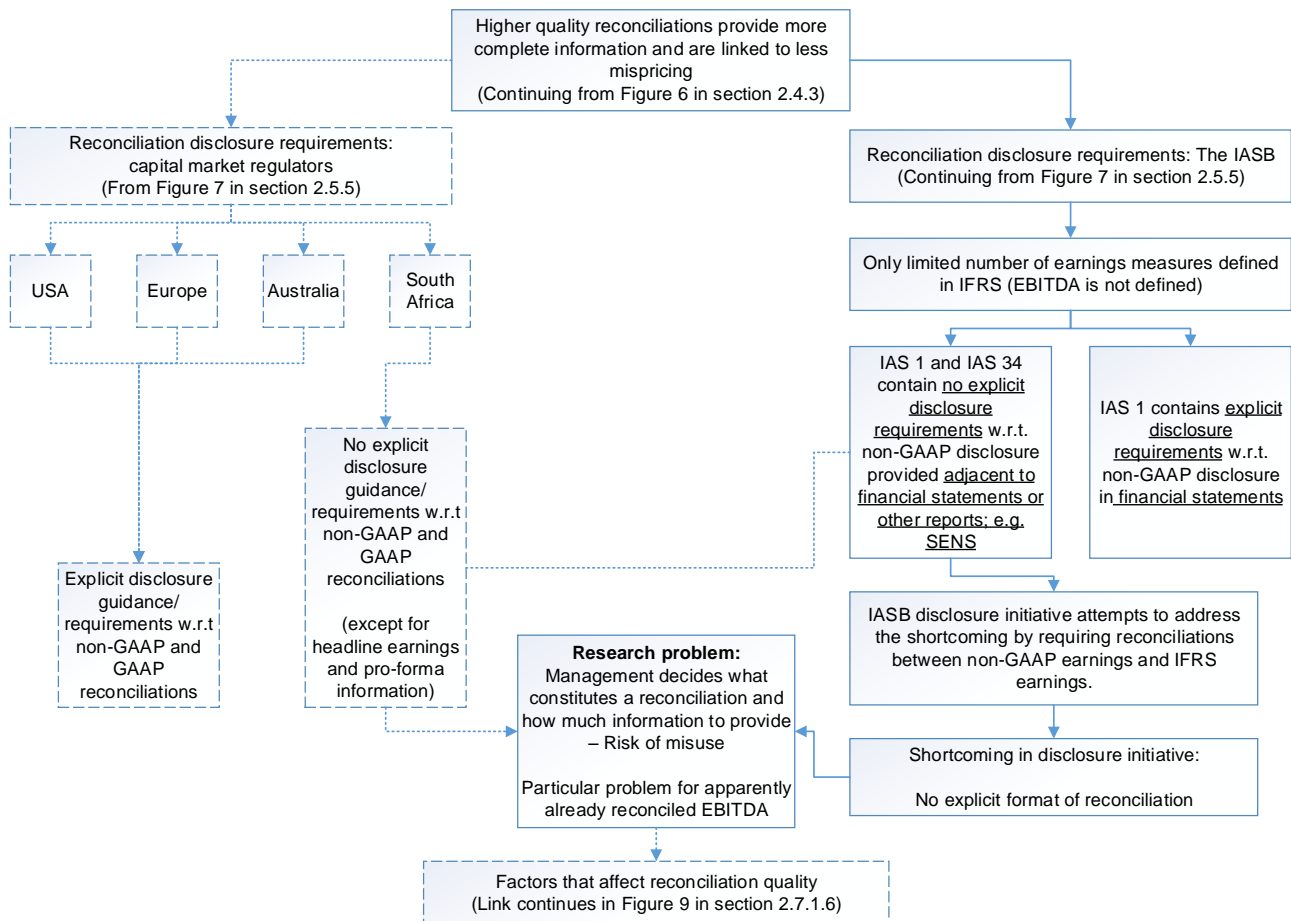 Higher quality reconciliations provide more
complete information and are linked to less
mispricing
(Continuing from Figure 6 in section 2.4.3)
Reconciliation disclosure requirements:
capital market regulators
(From Figure 7 in section 2.5.5)
Reconciliation disclosure requirements: The IASB
(Continuing from Figure 7 in section 2.5.5)
USA
Europe
Australia
South
Africa
Only limited number of earnings measures defined
in IFRS (EBITDA is not defined)
IAS 1 and IAS 34
contain no explicit
disclosure
requirements w.r.t.
non-GAAP disclosure
provided adjacent to
financial statements or
other reports; e.g.
SENS
IAS 1 contains explicit
disclosure
requirements w.r.t.
non-GAAP disclosure
in financial statements
No explicit
disclosure
guidance/
requirements w.r.t
non-GAAP and
GAAP
reconciliations
(except for
headline earnings
and pro-forma
information)
Explicit disclosure
guidance/
requirements w.r.t
non-GAAP and
GAAP
reconciliations
IASB disclosure initiative attempts to address
the shortcoming by requiring reconciliations
between non-GAAP earnings and IFRS
earnings.
Research problem:
Management decides what
constitutes a reconciliation and
how much information to provide
– Risk of misuse
Particular problem for apparently
already reconciled EBITDA
Shortcoming in disclosure initiative:
No explicit format of reconciliation
Factors that affect reconciliation quality
(Link continues in Figure 9 in section 2.7.1.6)